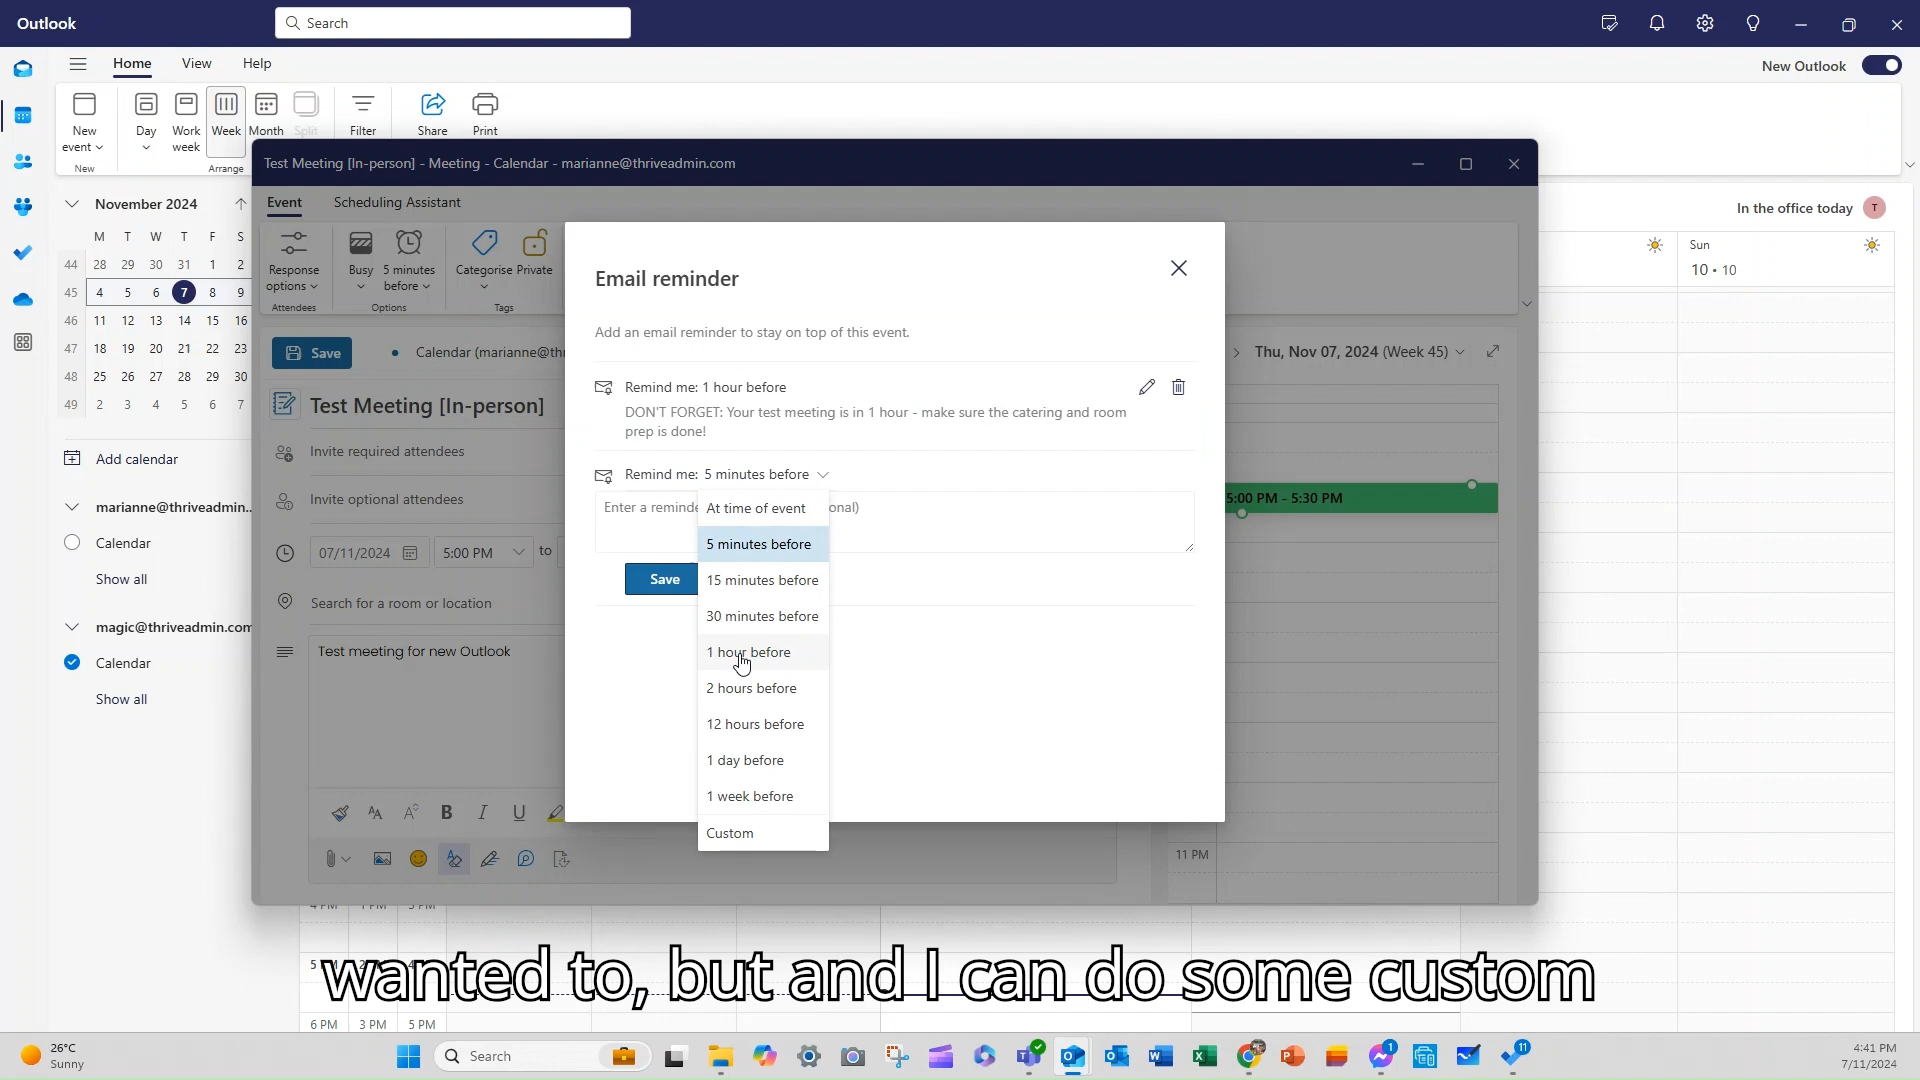 Outlook
Search
Home View Help
New Outlook
New event
Day
Work week
Week
Month
Split
Filter
Share
Print
New
Arrange
Test Meeting [In-person] - Meeting - Calendar - marianne@thriveadmin.com
November 2024
M T W T F S
44 28 29 30 31 1 2
45 4 5 6 7 8 9
46 11 12 13 14 15 16
47 18 19 20 21 22 23
48 25 26 27 28 29 30
49 2 3 4 5 6 7
Add calendar
marianne@thriveadmin..
Calendar
Show all
magic@thriveadmin.com
Calendar
Show all
Event Scheduling Assistant
Response options
Busy
5 minutes before
Categorise
Private
Attendees
Options
Tags
Save
Calendar (marianne@th
Test Meeting [In-person]
Invite required attendees
Invite optional attendees
07/11/2024 5:00 PM to
Search for a room or location
Test meeting for new Outlook
Email reminder
Add an email reminder to stay on top of this event.
Remind me: 1 hour before
DON'T FORGET: Your test meeting is in 1 hour - make sure the catering and room
prep is done!
Remind me: 5 minutes before
Enter a reminde
onal)
Save
At time of event
5 minutes before
15 minutes before
30 minutes before
1 hour before
2 hours before
12 hours before
1 day before
1 week before
Custom
Thu, Nov 07, 2024 (Week 45)
5:00 PM - 5:30 PM
11 PM
In the office today T
Sun
10 • 10
6 PM 3 PM 5 PM
wanted to, but and I can do some custom
26°C
Sunny
Search
1
11
4:41 PM
7/11/2024